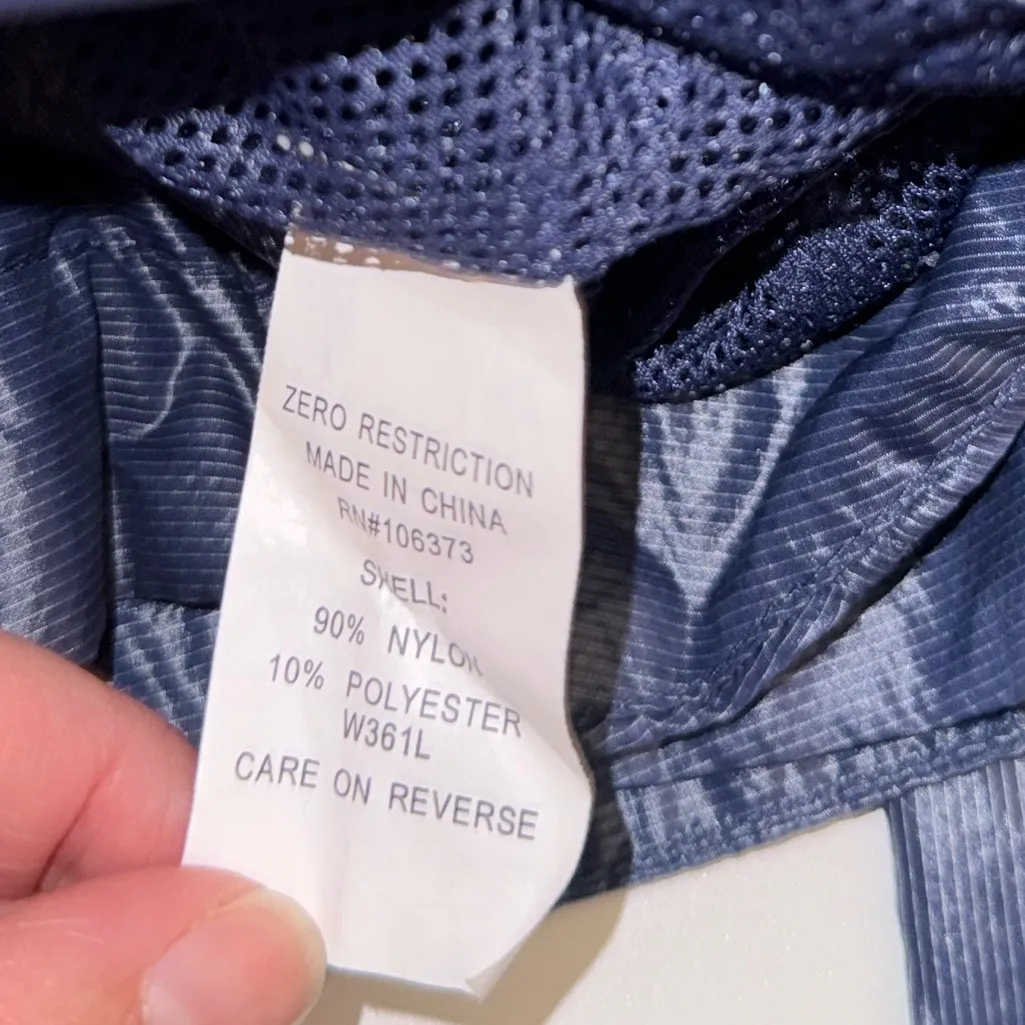 ZERO RESTRICTION
MADE IN CHINA
RN#106373
SHELL:
90% NYLON
10% POLYESTER
W361L
CARE ON REVERSE